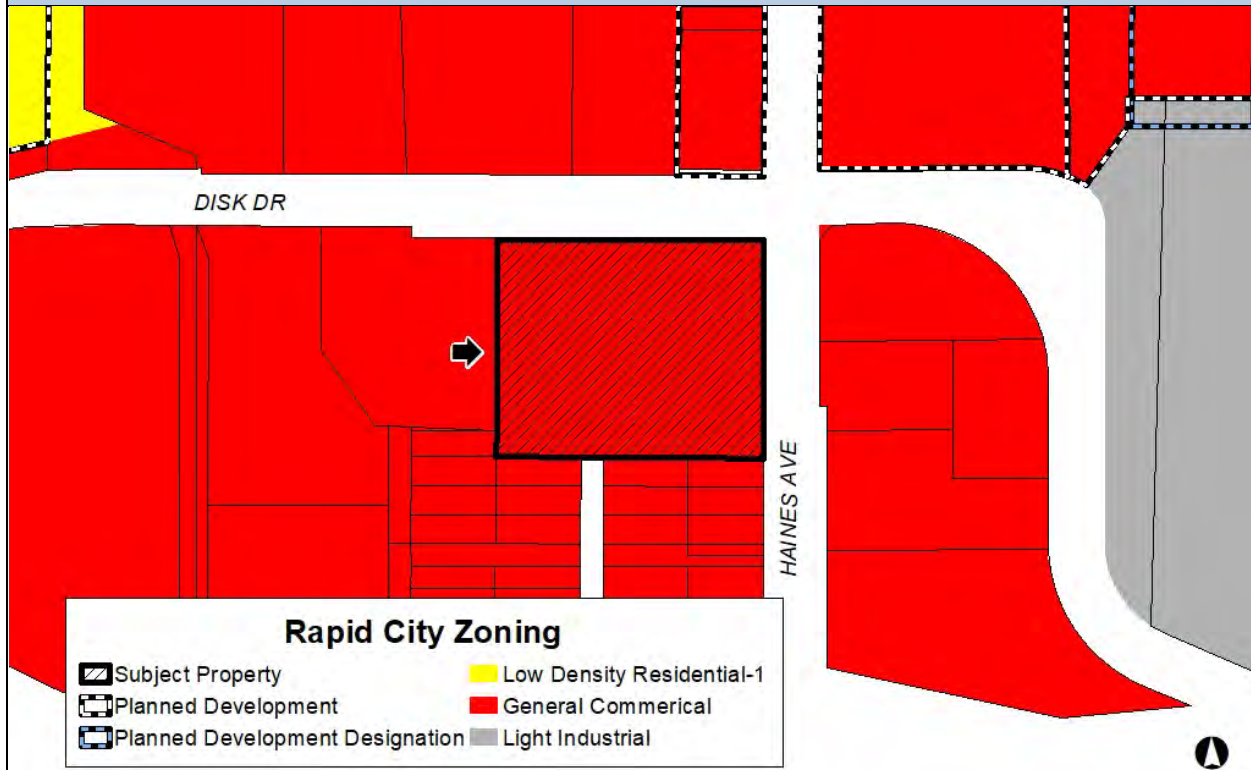 DISK DR
HAINES AVE
Rapid City Zoning
Subject Property
Low Density Residential-1
Planned Development
General Commerical
Planned Development Designation
Light Industrial